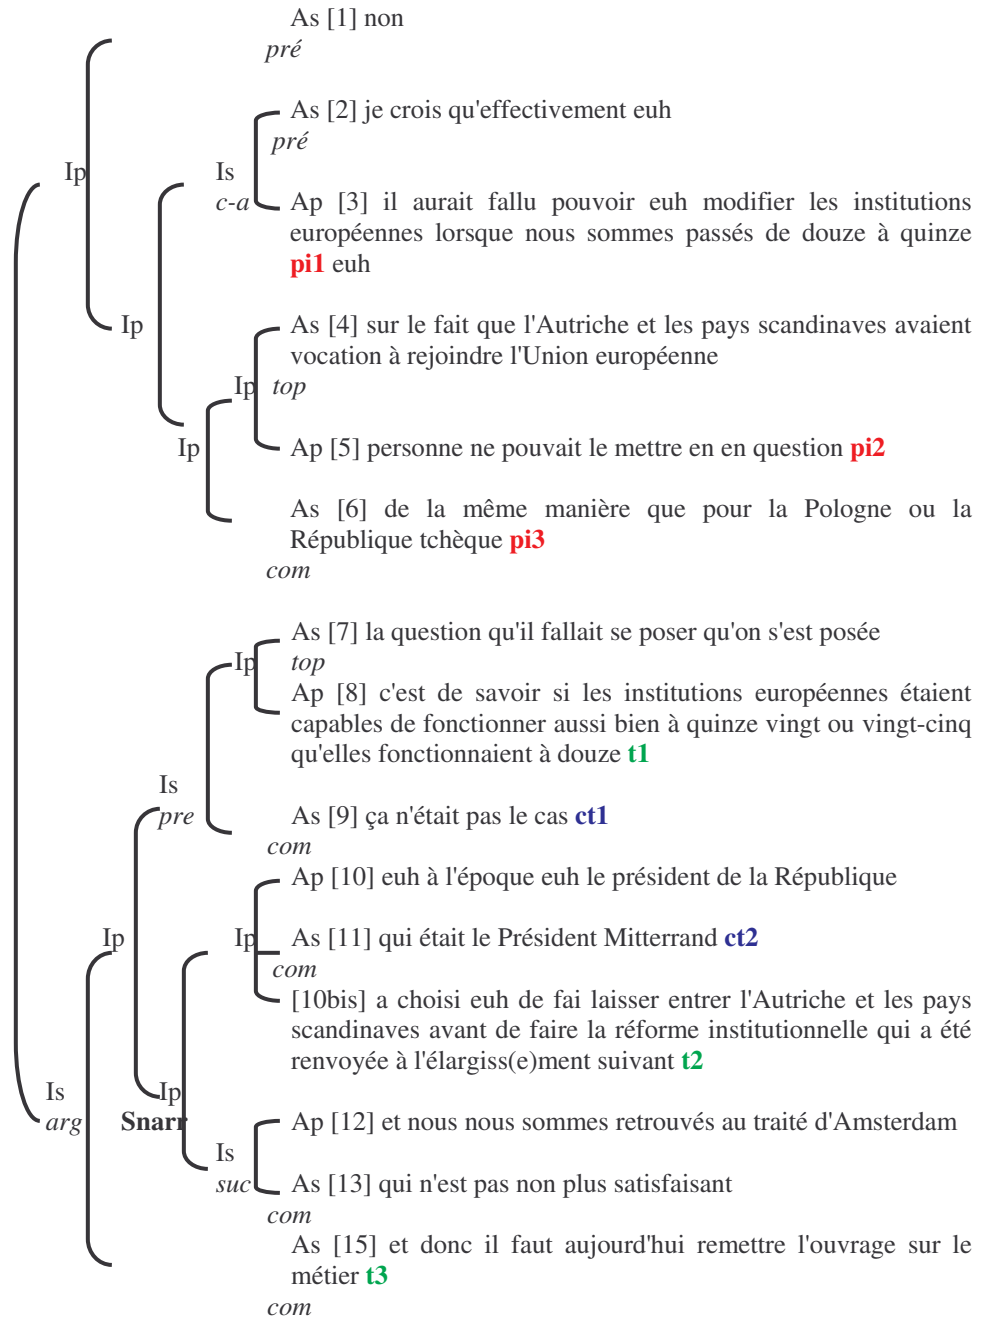 As [1] non
pré
As [2] je crois qu'effectivement euh
pré
Ip
Is
c-a
Ap [3] il aurait fallu pouvoir euh modifier les institutions
européennes lorsque nous sommes passés de douze à quinze
pi1 euh
Ip
As [4] sur le fait que l'Autriche et les pays scandinaves avaient
vocation à rejoindre l'Union européenne
Ip
top
Ip
Ap [5] personne ne pouvait le mettre en en question pi2
As [6] de la même manière que pour la Pologne ou la
République tchèque pi3
com
As [7] la question qu'il fallait se poser qu'on s'est posée
Ip
top
Ap [8] c'est de savoir si les institutions européennes étaient
capables de fonctionner aussi bien à quinze vingt ou vingt-cinq
qu'elles fonctionnaient à douze t1
Is
pre
As [9] ça n'était pas le cas ct1
com
Ap [10] euh à l'époque euh le président de la République
Ip
Ip
As [11] qui était le Président Mitterrand ct2
com
[10bis] a choisi euh de fai laisser entrer l'Autriche et les pays
scandinaves avant de faire la réforme institutionnelle qui a été
renvoyée à l'élargiss(e)ment suivant t2
Is
arg
Ip
Snarr
Ap [12] et nous nous sommes retrouvés au traité d'Amsterdam
Is
suc
As [13] qui n'est pas non plus satisfaisant
com
As [15] et donc il faut aujourd'hui remettre l'ouvrage sur le
métier t3
com